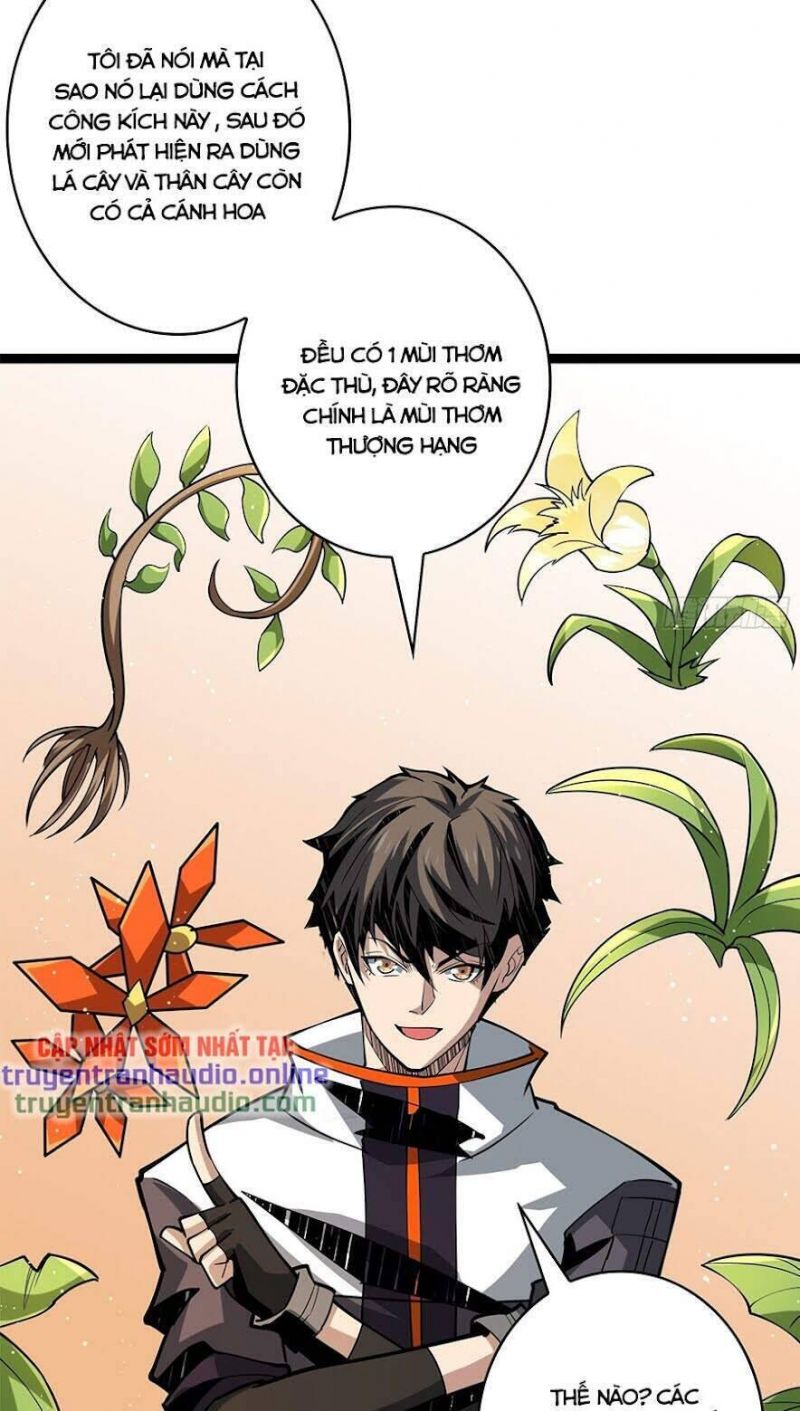 TÔI ĐÃ NÓI MÀ TẠI
SAO NÓ LẠI DÙNG CÁCH
CÔNG KÍCH NÀY , SAU ĐÓ
MỚI PHÁT HIỆN RA DÙNG
LÁ CÂY VÀ THÂN CÂY CÒN
CÓ CẢ CÁNH HOA
ĐỀU CÓ 1 MÙI THƠM
ĐẶC THÙ, ĐÂY RÕ RÀNG
CHÍNH LÀ MÙI THƠM
THƯỢNG HẠNG
CẬP NHẬT SỚM NHẤT TẠI
truyentranhaudio.online
truyentranhaudio.com
THẾ NÀO? CÁC